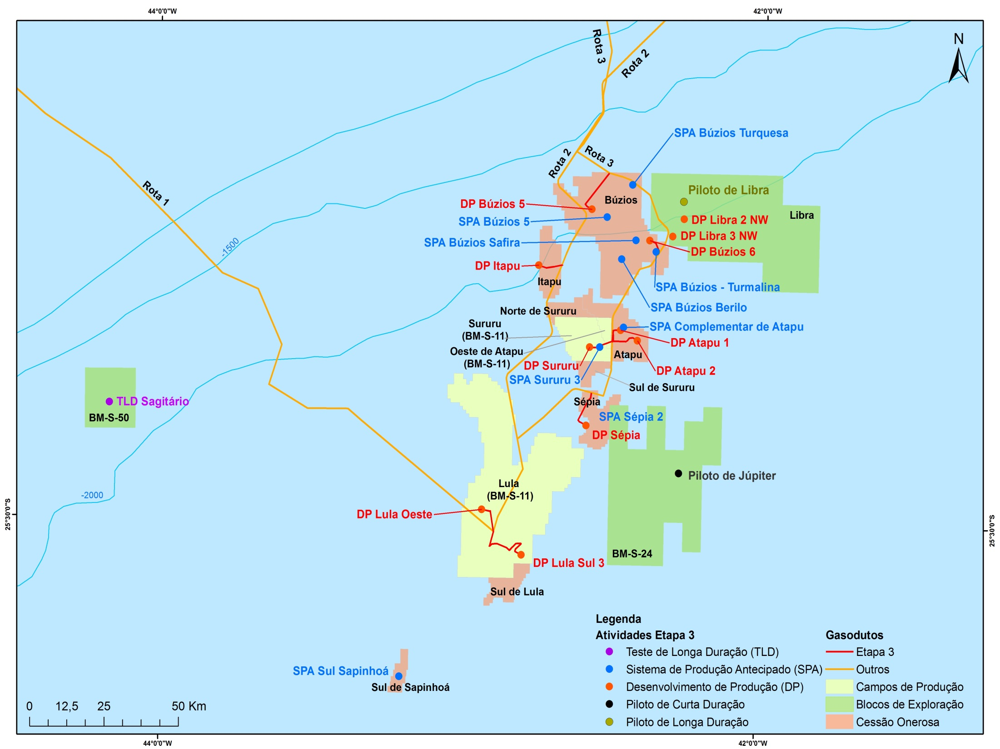 44°0'0"W
42°0'0"W
N
Rota 3
Rota 2
SPA Búzios Turquesa
Rota 2
Rota 3
Rota 1
Piloto de Libra
Búzios
DP Búzios 5
Libra
SPA Búzios 5
DP Libra 2 NW
DP Libra 3 NW
SPA Búzios Safira
-1500
DP Búzios 6
DP Itapu
Itapu
SPA Búzios - Turmalina
SPA Búzios Berilo
Norte de Sururu
Sururu
(BM-S-11)
SPA Complementar de Atapu
DP Atapu 1
Oeste de Atapu
(BM-S-11)
Atapu
DP Sururu
DP Atapu 2
SPA Sururu 3
Sul de Sururu
TLD Sagitário
BM-S-50
Sépia
SPA Sépia 2
DP Sépia
Piloto de Júpiter
Lula
(BM-S-11)
-2000
DP Lula Oeste
25°30'0"S
25°30'0"S
BM-S-24
DP Lula Sul 3
Sul de Lula
SPA Sul Sapinhoá
Sul de Sapinhoá
Legenda
Atividades Etapa 3
Teste de Longa Duração (TLD)
Sistema de Produção Antecipado (SPA)
Desenvolvimento de Produção (DP)
Piloto de Curta Duração
Piloto de Longa Duração
Gasodutos
Etapa 3
Outros
Campos de Produção
Blocos de Exploração
Cessão Onerosa
0 12,5 25 50 Km
44°0'0"W
42°0'0"W